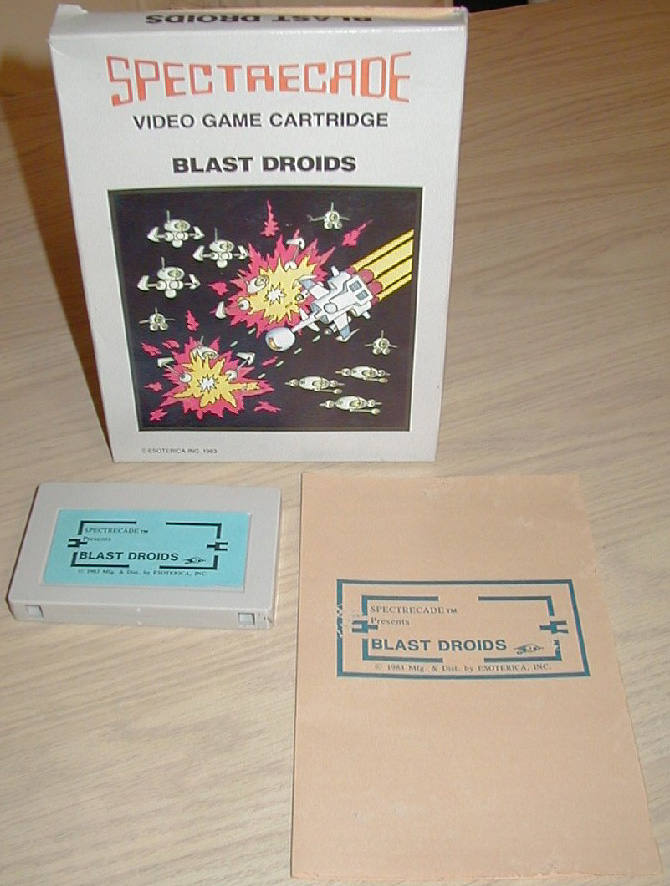 BLAST DROIDS
SPECTRECADE
VIDEO GAME CARTRIDGE
BLAST DROIDS
© ESOTERICA INC. 1983
SPECTRECADE™
Presents
BLAST DROIDS
© 1983 Mfg. & Dist. by ESOTERICA, INC.
SPECTRECADE™
Presents
BLAST DROIDS
© 1983 Mfg. & Dist. by ESOTERICA, INC.